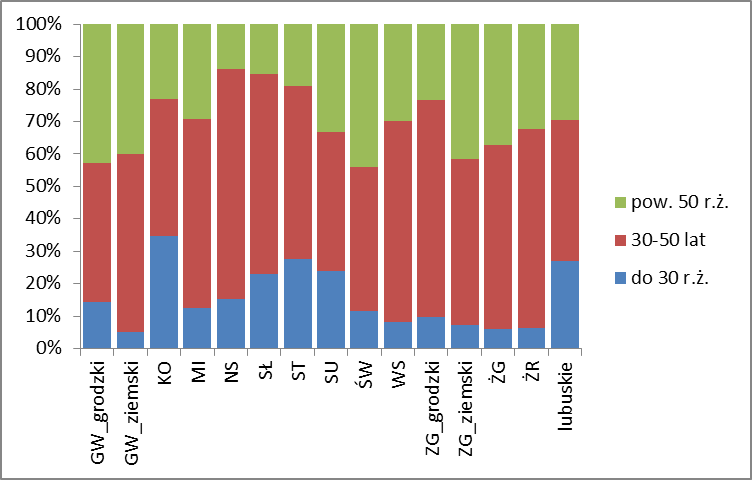 100%
90%
80%
70%
60%
50%
40%
30%
20%
10%
0%
GW_grodzki
GW_ziemski
KO
MI
NS
SŁ
ST
SU
ŚW
WS
ZG_grodzki
ZG_ziemski
ŻG
ŻR
lubuskie
pow. 50 r.ż.
30-50 lat
do 30 r.ż.